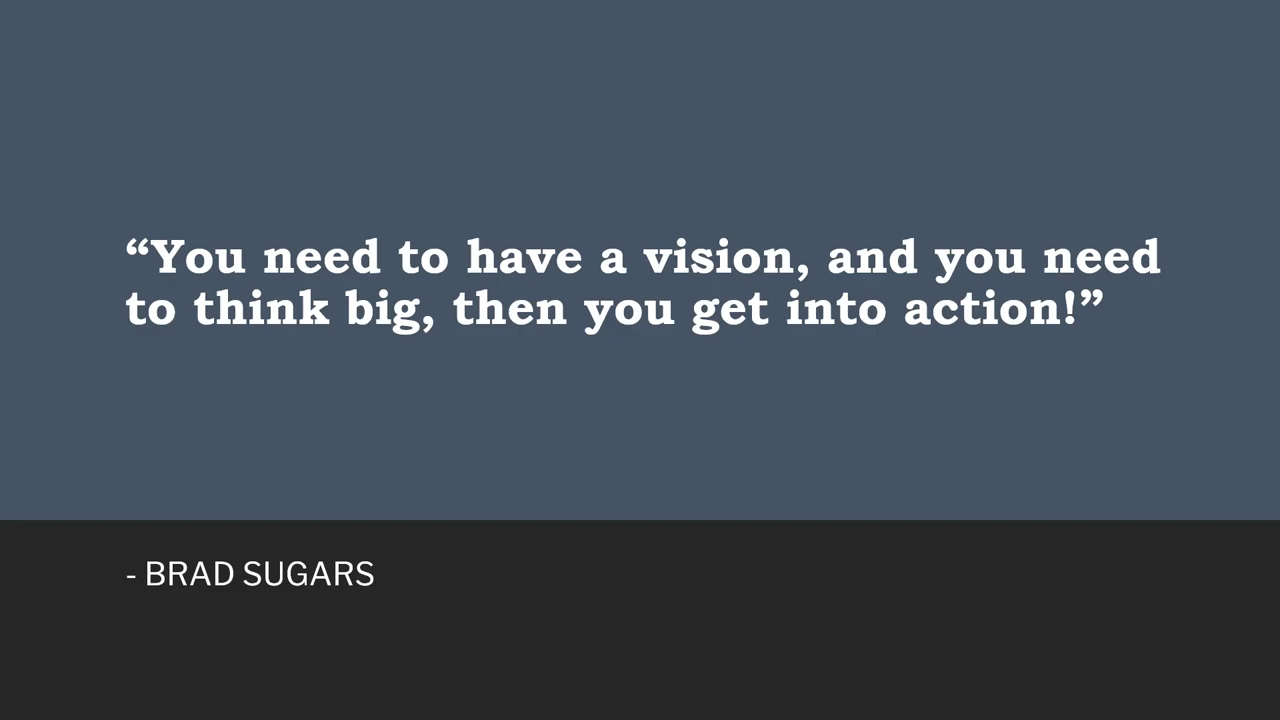 “You need to have a vision, and you need
to think big, then you get into action!”
- BRAD SUGARS